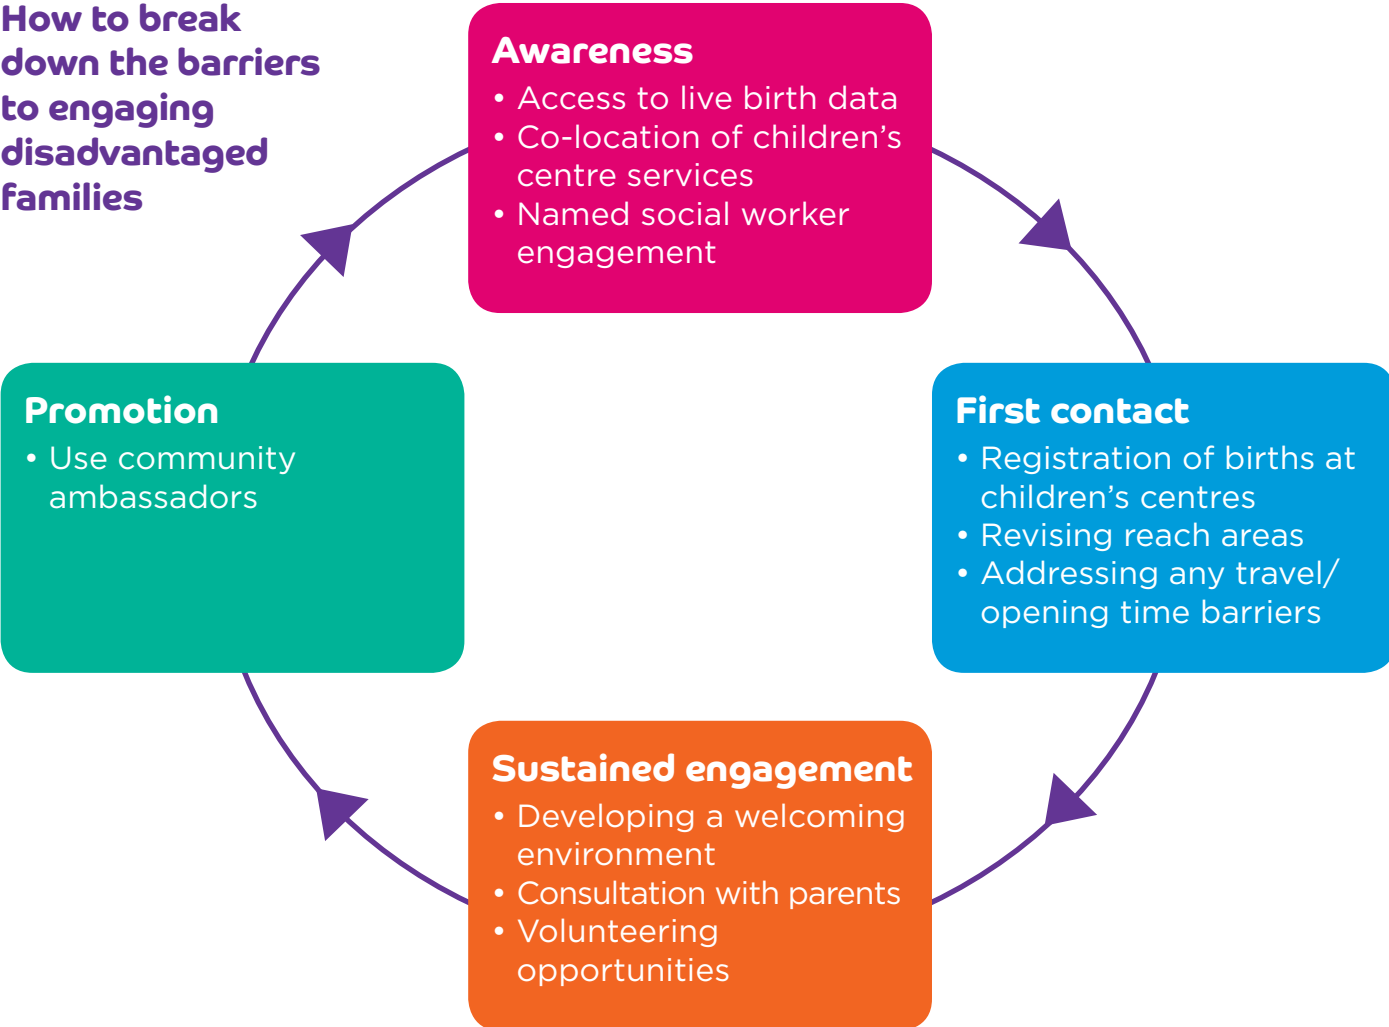 How to break
down the barriers
to engaging
disadvantaged
families
Awareness
• Access to live birth data
• Co-location of children’s
centre services
• Named social worker
engagement
First contact
• Registration of births at
children’s centres
• Revising reach areas
• Addressing any travel/
opening time barriers
Sustained engagement
• Developing a welcoming
environment
• Consultation with parents
• Volunteering
opportunities
Promotion
• Use community
ambassadors